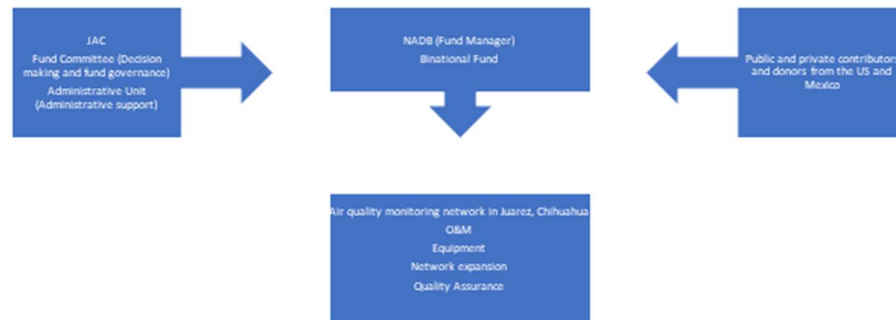 JAC
Fund Committee (Decision
making and fund governance)
Administrative Unit
(Administrative support)
NADB (Fund Manager)
Binational Fund
Public and private contributors
and donors from the US and
Mexico
Air quality monitoring network in Juarez, Chihuahua
O&M
Equipment
Network expansion
Quality Assurance